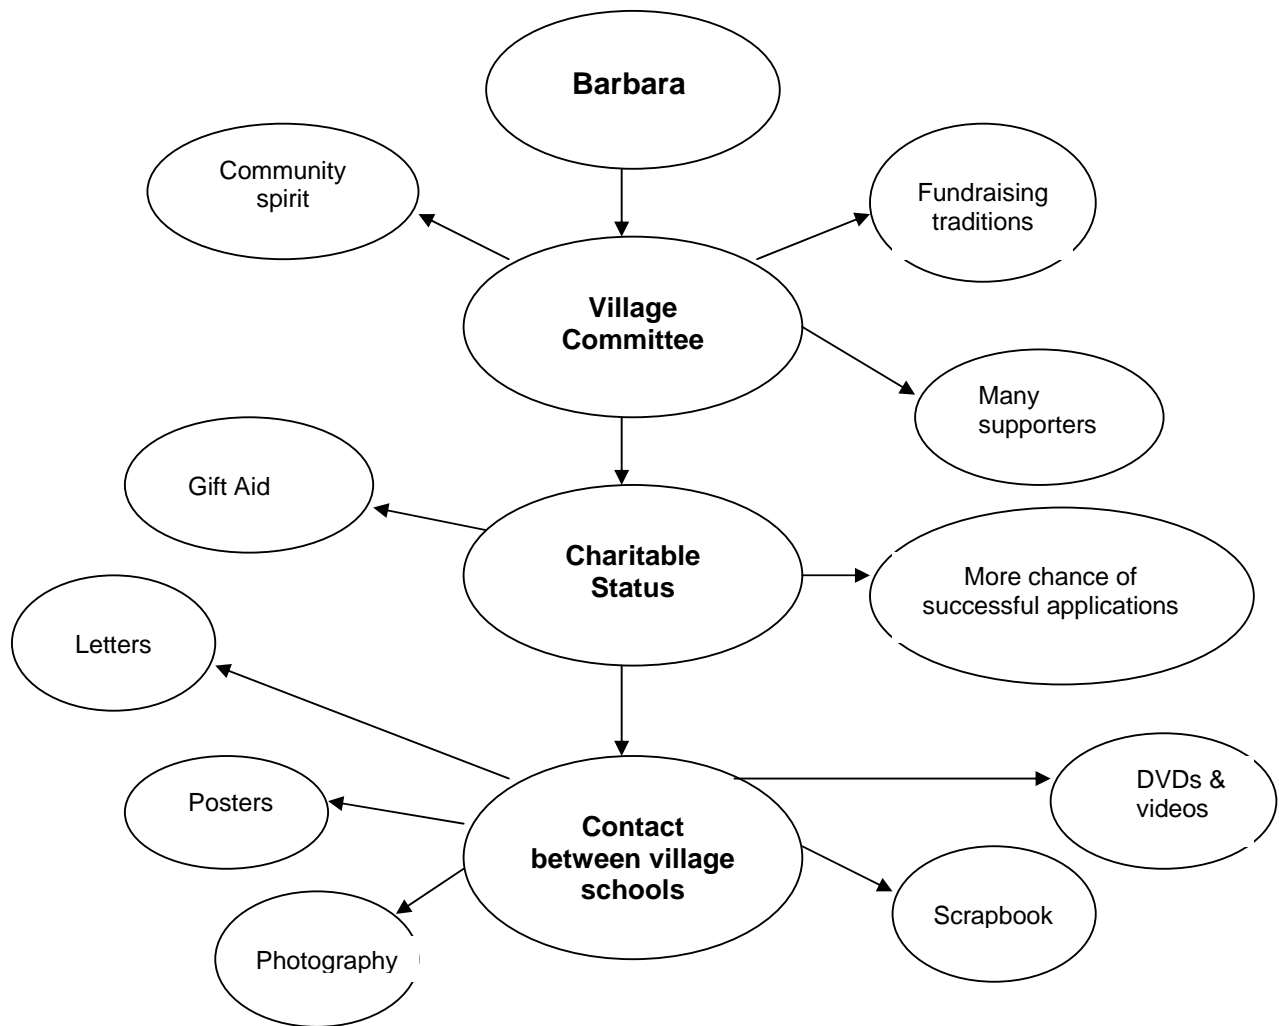 Barbara
Community
spirit
Fundraising
traditions
Village
Committee
Many
supporters
Gift Aid
Charitable
Status
More chance of
successful applications
Letters
DVDs &
videos
Posters
Contact
between village
schools
Scrapbook
Photography